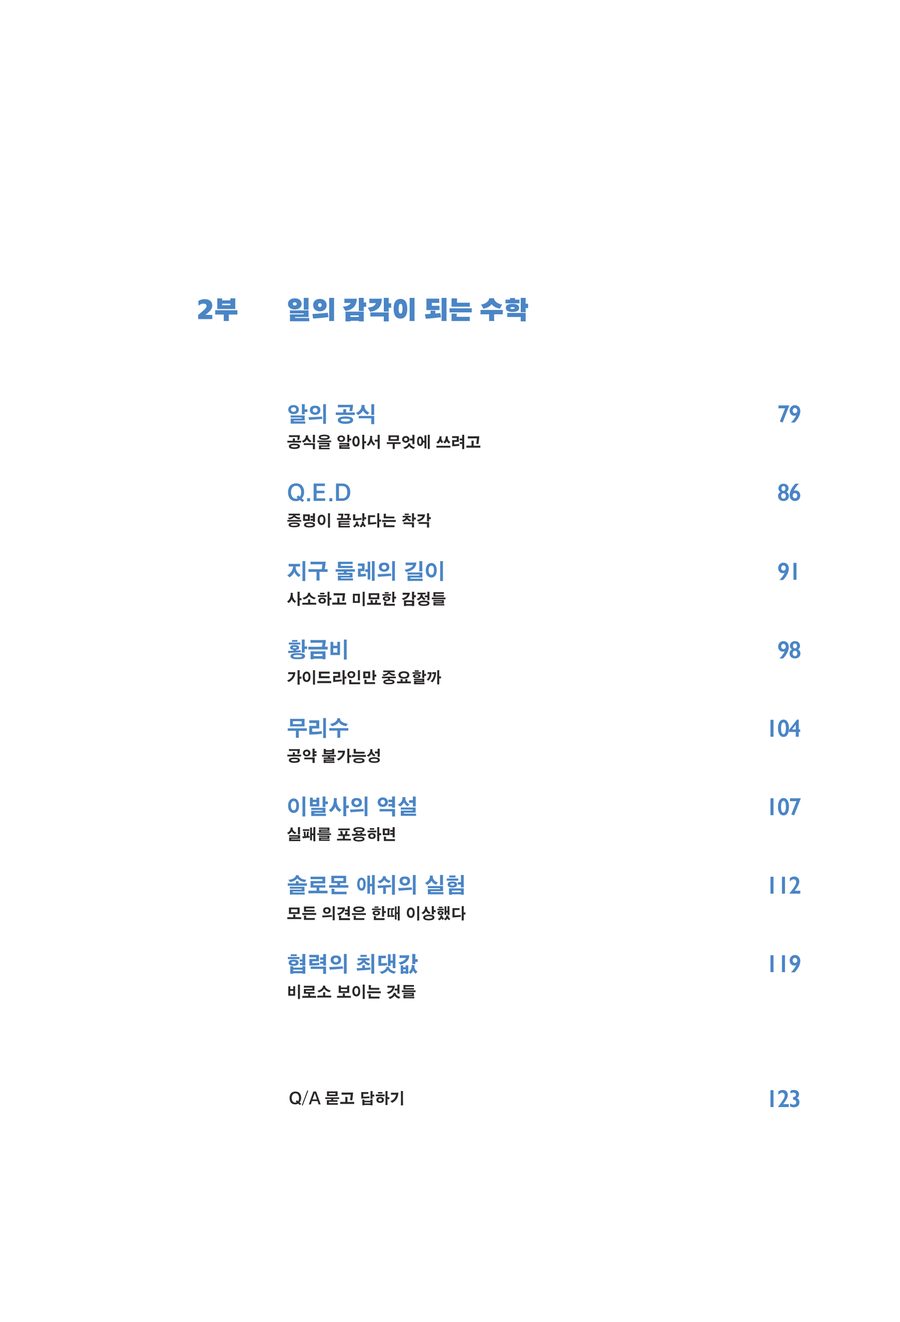 2부 일의 감각이 되는 수학
알의 공식 79
공식을 알아서 무엇에 쓰려고
Q.E.D 86
증명이 끝났다는 착각
지구 둘레의 길이 91
사소하고 미묘한 감정들
황금비 98
가이드라인만 중요할까
무리수 104
공약 불가능성
이발사의 역설 107
실패를 포용하면
솔로몬 애쉬의 실험 112
모든 의견은 한때 이상했다
협력의 최댓값 119
비로소 보이는 것들
Q/A 묻고 답하기 123